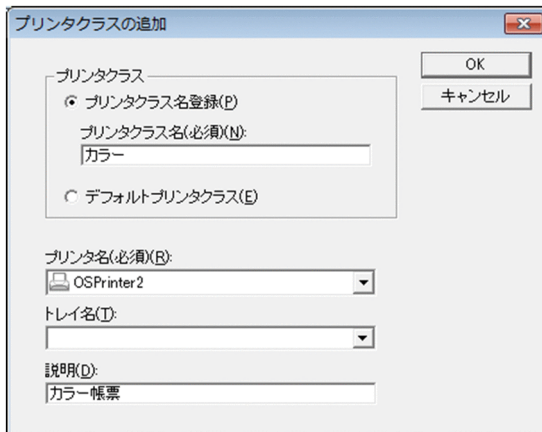 プリンタクラスの追加
プリンタクラス
プリンタクラス名登録(P)
プリンタクラス名(必須)(N):
カラー
デフォルトプリンタクラス(E)
OK
キャンセル
プリンタ名(必須)(R):
OSPrinter2
トレイ名(T):
説明(D):
カラー帳票